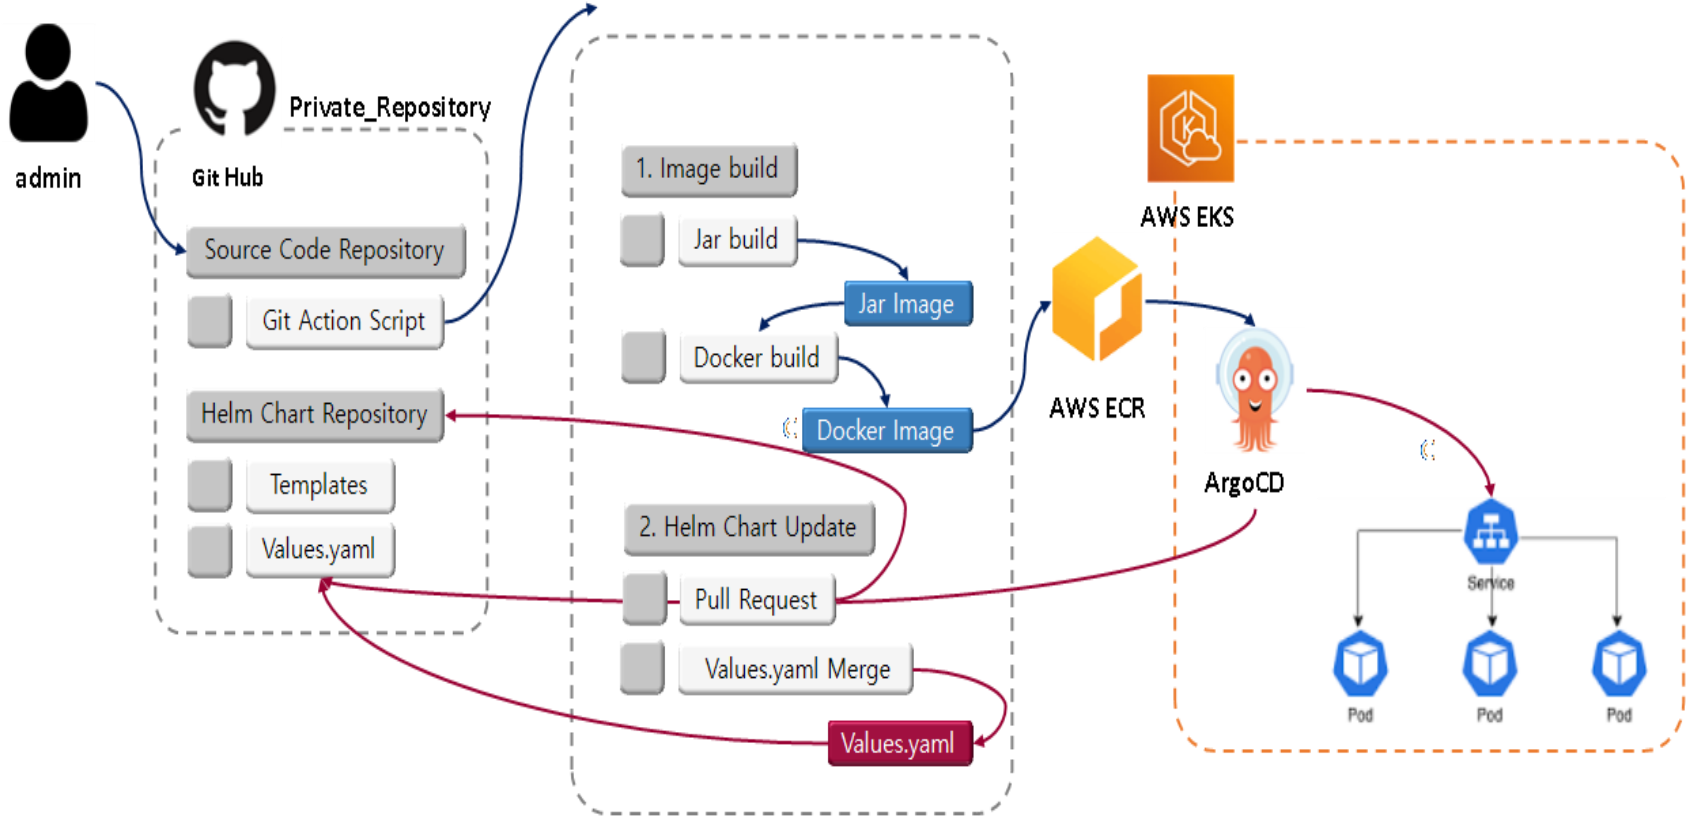 admin
Private_Repository
Git Hub
Source Code Repository
Git Action Script
Helm Chart Repository
Templates
Values.yaml
1. Image build
Jar build
Jar Image
Docker build
Docker Image
2. Helm Chart Update
Pull Request
Values.yaml Merge
Values.yaml
AWS ECR
AWS EKS
ArgoCD
Service
Pod
Pod
Pod